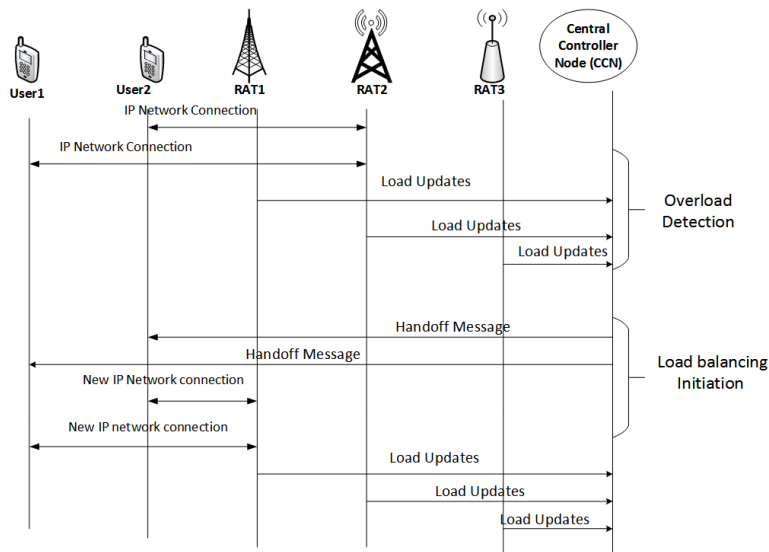 Central
Controller
Node (CCN)
User1
User2
RAT1
RAT2
RAT3
IP Network Connection
IP Network Connection
Load Updates
Load Updates
Load Updates
Overload
Detection
Handoff Message
Handoff Message
New IP Network connection
New IP network connection
Load balancing
Initiation
Load Updates
Load Updates
Load Updates